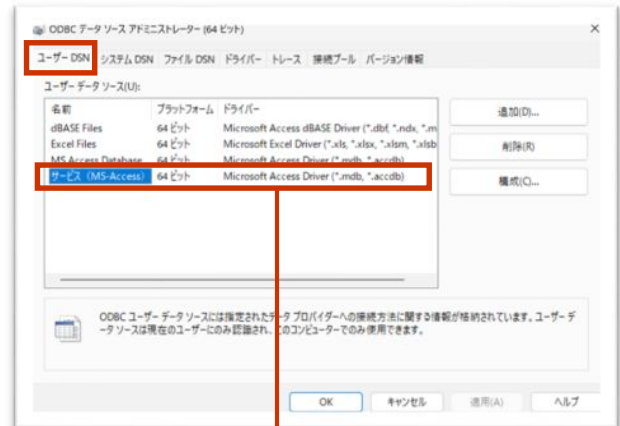 ODBC データ ソース アドミニストレーター (64 ビット)
ユーザー DSN システム DSN ファイル DSN ドライバー トレース 接続プール バージョン情報
ユーザー データ ソース(U):
名前 プラットフォーム ドライバー
dBASE Files 64 ビット Microsoft Access dBASE Driver (*.dbf, *.ndx, *.m
Excel Files 64 ビット Microsoft Excel Driver (*.xls, *.xlsx, *.xlsm, *.xlsb
MS Access Database 64 ビット Microsoft Access Driver (*.mdb, *.accdb)
サービス (MS-Access) 64 ビット Microsoft Access Driver (*.mdb, *.accdb)
追加(D)...
削除(R)
構成(C)...
ODBC ユーザー データ ソースには指定されたデータ プロバイダーへの接続方法に関する情報が格納されています。ユーザー デ
ータ ソースは現在のユーザーにのみ認識され、このコンピューターでのみ使用できます。
OK キャンセル 適用(A) ヘルプ